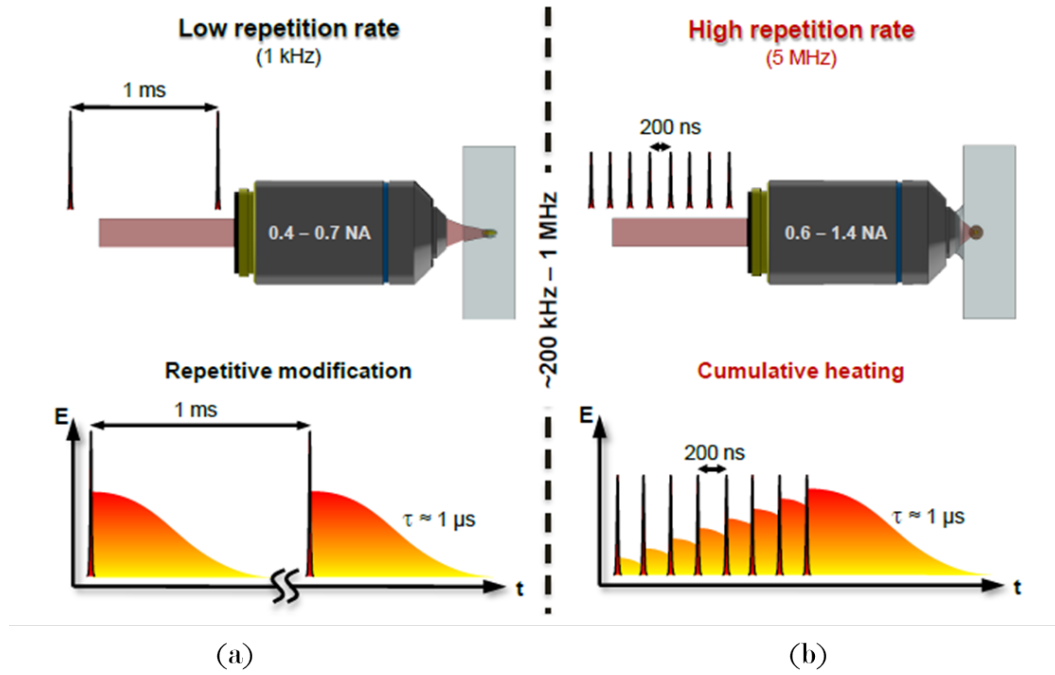 Low repetition rate
(1 kHz)
1 ms
0.4 – 0.7 NA
Repetitive modification
E
1 ms
τ ≈ 1 µs
t
(a)
~200 kHz – 1 MHz
High repetition rate
(5 MHz)
200 ns
0.6 – 1.4 NA
Cumulative heating
E
200 ns
τ ≈ 1 µs
t
(b)